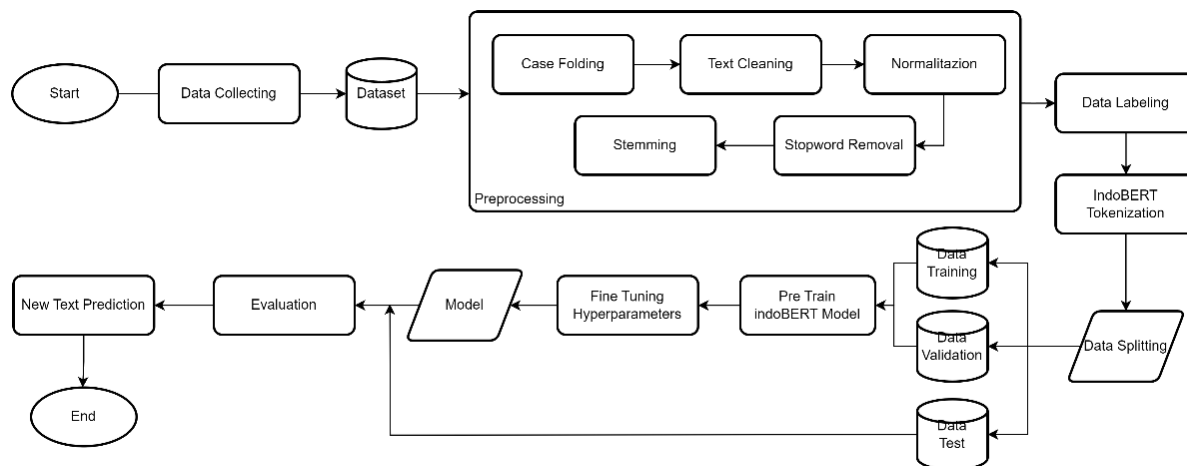 Start
Data Collecting
Dataset
Case Folding
Text Cleaning
Normalitazion
Stemming
Stopword Removal
Preprocessing
Data Labeling
IndoBERT
Tokenization
Data Splitting
Data
Training
Data
Validation
Data
Test
Pre Train
indoBERT Model
Fine Tuning
Hyperparameters
Model
Evaluation
New Text Prediction
End